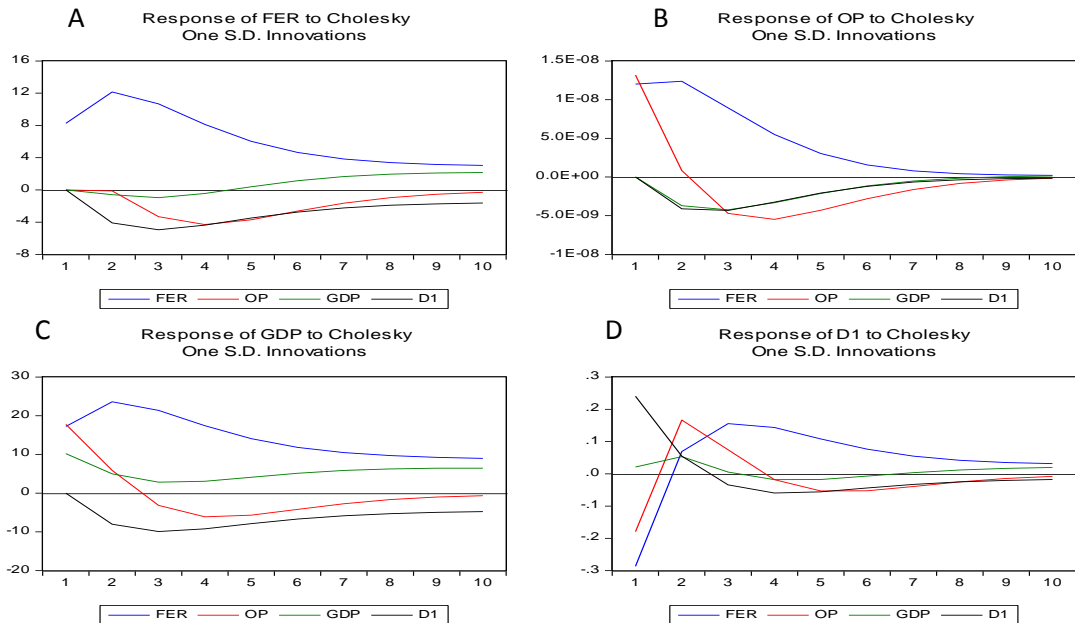 A
Response of FER to Cholesky
One S.D. Innovations
16
12
8
4
0
-4
-8
1 2 3 4 5 6 7 8 9 10
FER OP GDP D1
B
Response of OP to Cholesky
One S.D. Innovations
1.5E-08
1E-08
5.0E-09
0.0E+00
-5.0E-09
-1E-08
1 2 3 4 5 6 7 8 9 10
FER OP GDP D1
C
Response of GDP to Cholesky
One S.D. Innovations
30
20
10
0
-10
-20
1 2 3 4 5 6 7 8 9 10
FER OP GDP D1
D
Response of D1 to Cholesky
One S.D. Innovations
.3
.2
.1
.0
-.1
-.2
-.3
1 2 3 4 5 6 7 8 9 10
FER OP GDP D1